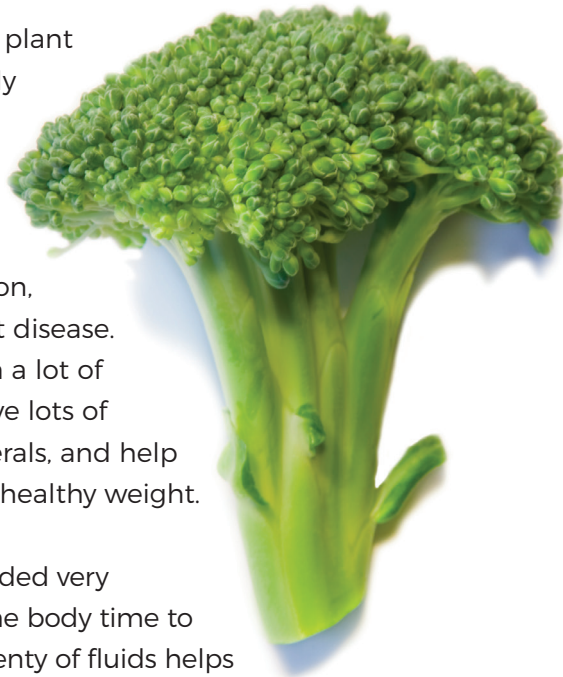 plant
ly
on,
t disease.
a lot of
ve lots of
erals, and help
healthy weight.
ded very
e body time to
enty of fluids helps